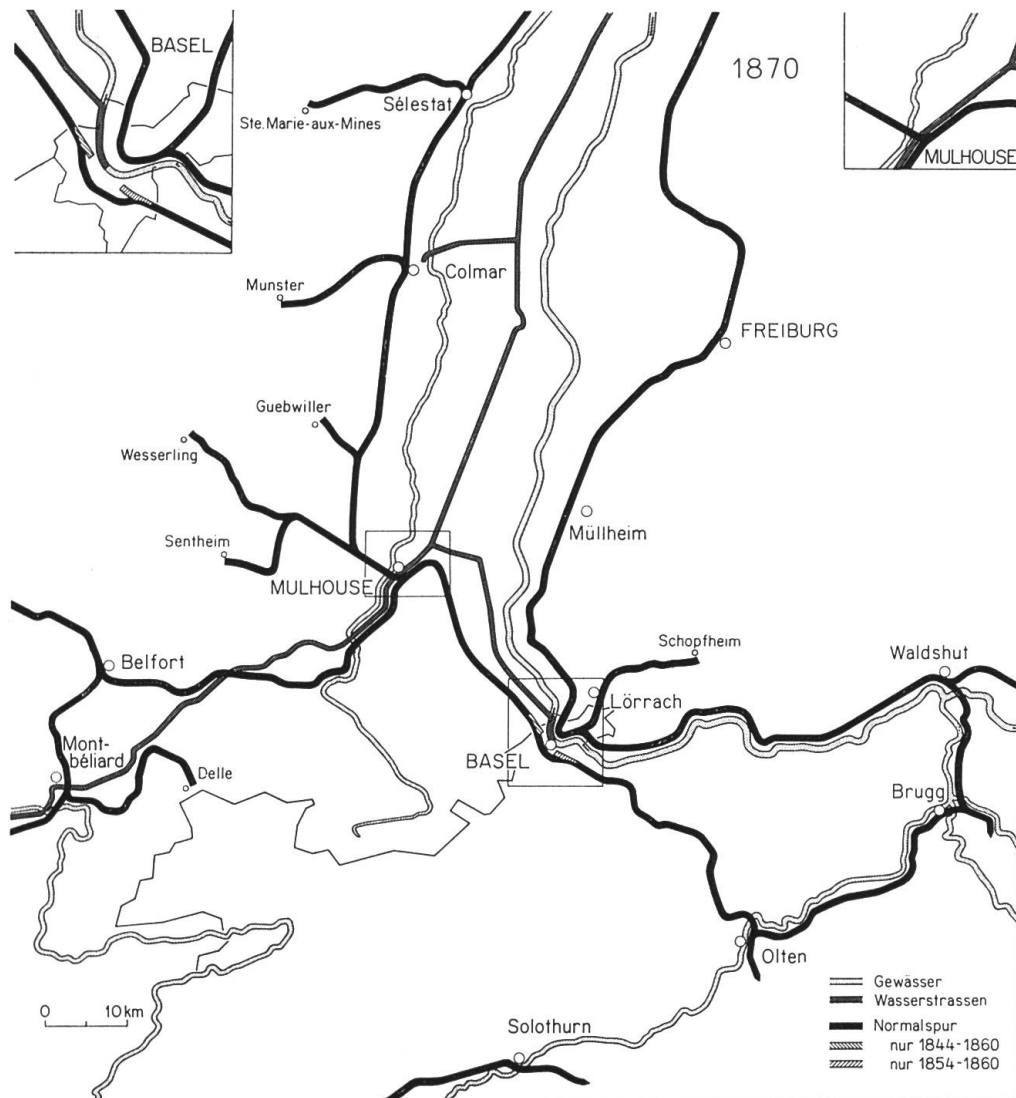 BASEL
1870
Sélestat
Ste. Marie-aux-Mines
MULHOUSE
Colmar
Munster
FREIBURG
Guebwiller
Wesserling
Müllheim
Sentheim
MULHOUSE
Schopfheim
Belfort
Waldshut
Lörrach
Mont-
béliard
BASEL
Delle
Brugg
Olten
Gewässer
Wasserstrassen
0 10 km
Solothurn
Normalspur
nur 1844-1860
nur 1854-1860